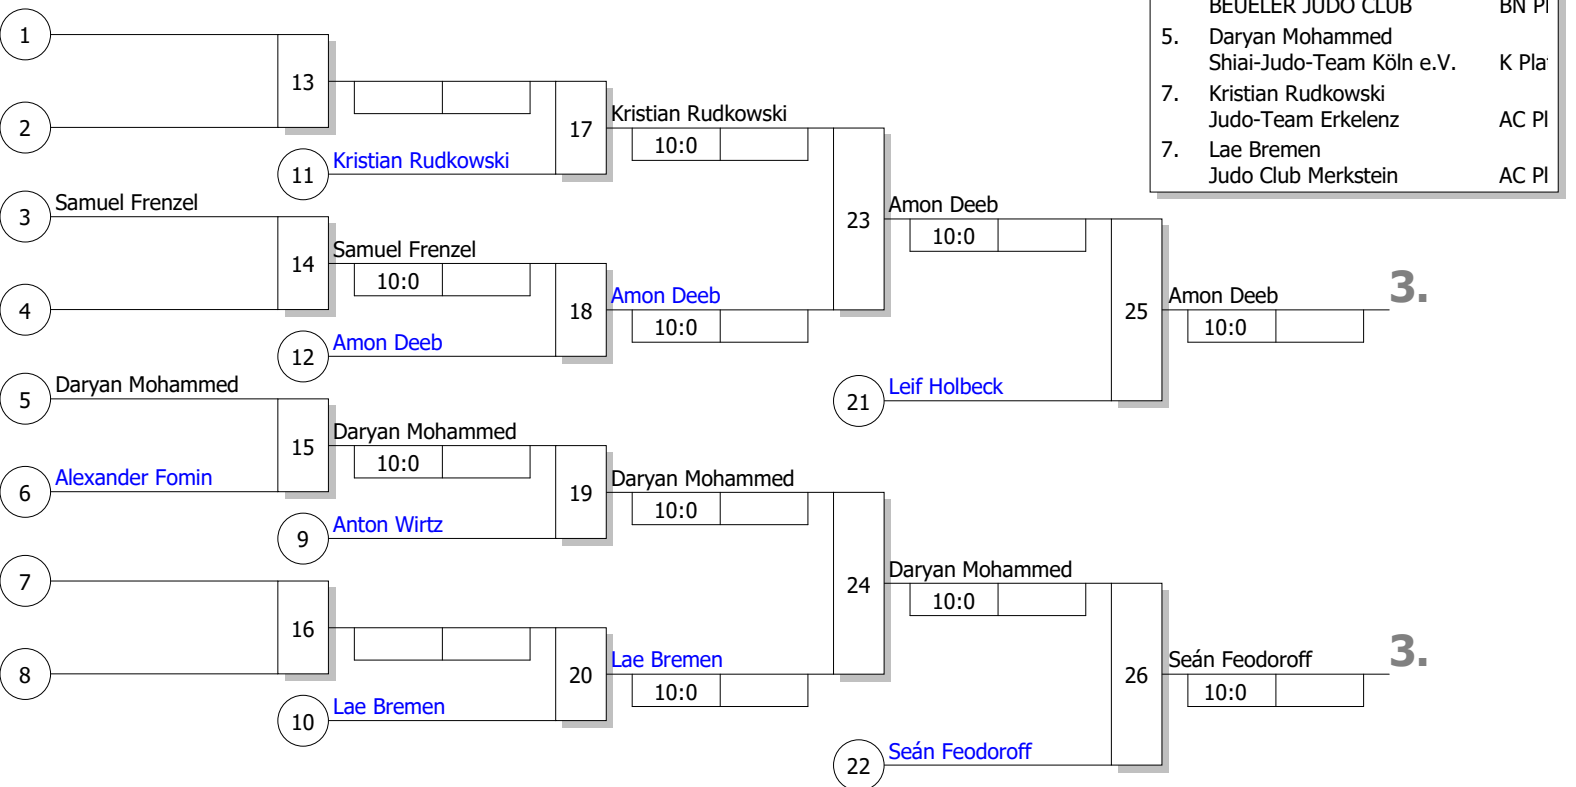 BEUELER JUDO CLUB
5. Daryan Mohammed
Shiai-Judo-Team Köln e.V.
7. Kristian Rudkowski
Judo-Team Erkelenz
7. Lae Bremen
Judo Club Merkstein
1
13
2
17
Kristian Rudkowski
10:0
11
Kristian Rudkowski
3
Samuel Frenzel
23
Amon Deeb
10:0
14
Samuel Frenzel
10:0
4
18
Amon Deeb
10:0
25
Amon Deeb
10:0
3.
12
Amon Deeb
5
Daryan Mohammed
21
Leif Holbeck
15
Daryan Mohammed
10:0
6
Alexander Fomin
19
Daryan Mohammed
10:0
9
Anton Wirtz
7
24
Daryan Mohammed
10:0
16
8
20
Lae Bremen
10:0
26
Seán Feodoroff
10:0
3.
10
Lae Bremen
22
Seán Feodoroff